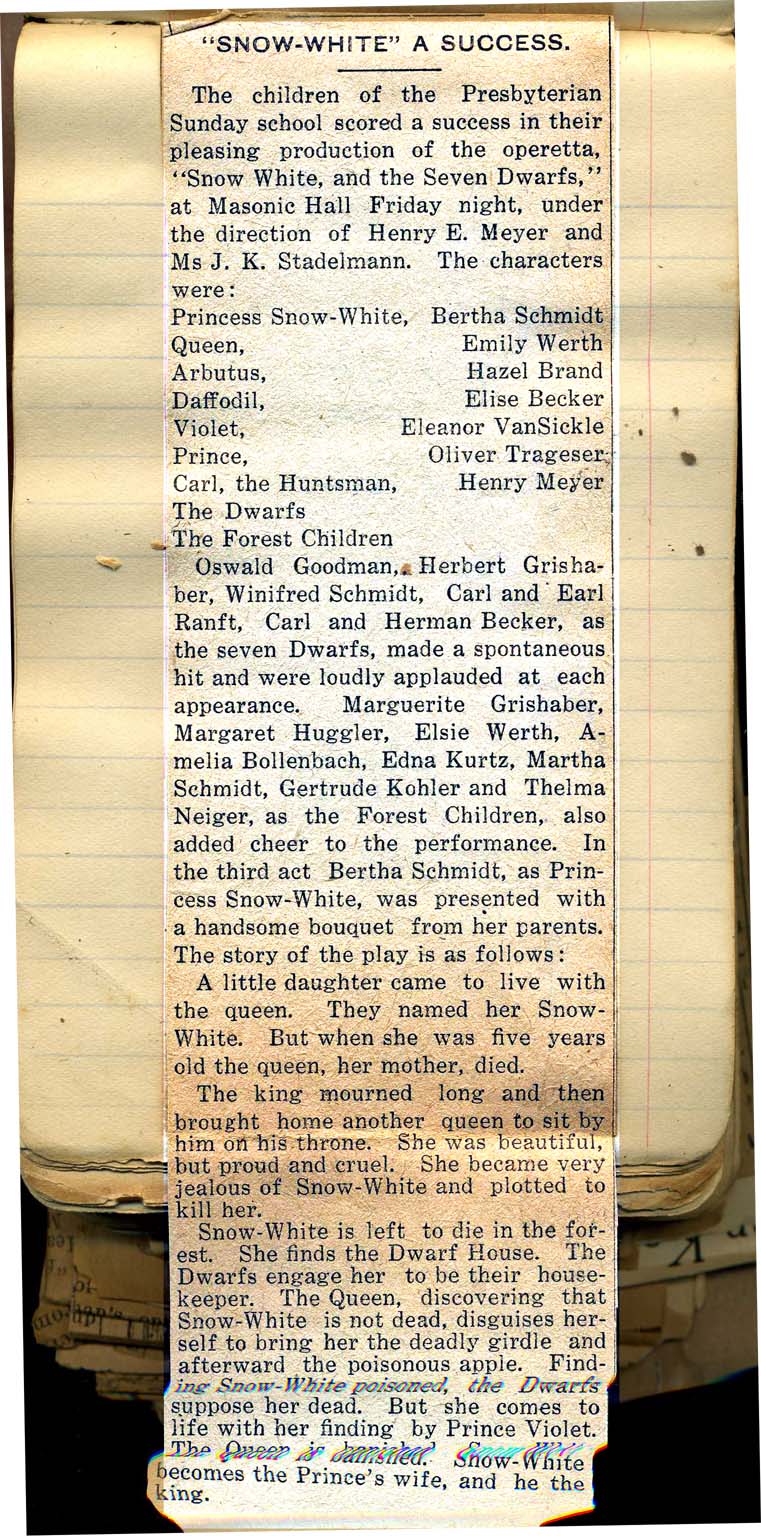 "SNOW-WHITE" A SUCCESS.
The children of the Presbyterian
Sunday school scored a success in their
pleasing production of the operetta,
"Snow White, and the Seven Dwarfs,"
at Masonic Hall Friday night, under
the direction of Henry E. Meyer and
Ms J. K. Stadelmann. The characters
were:
Princess Snow-White, Bertha Schmidt
Queen, Emily Werth
Arbutus, Hazel Brand
Daffodil, Elise Becker
Violet, Eleanor VanSickle
Prince, Oliver Trageser
Carl, the Huntsman, Henry Meyer
The Dwarfs
The Forest Children
Oswald Goodman, Herbert Grisha-
ber, Winifred Schmidt, Carl and Earl
Ranft, Carl and Herman Becker, as
the seven Dwarfs, made a spontaneous
hit and were loudly applauded at each
appearance. Marguerite Grishaber,
Margaret Huggler, Elsie Werth, A-
melia Bollenbach, Edna Kurtz, Martha
Schmidt, Gertrude Kohler and Thelma
Neiger, as the Forest Children, also
added cheer to the performance. In
the third act Bertha Schmidt, as Prin-
cess Snow-White, was presented with
a handsome bouquet from her parents.
The story of the play is as follows:
A little daughter came to live with
the queen. They named her Snow-
White. But when she was five years
old the queen, her mother, died.
The king mourned long and then
brought home another queen to sit by
him on his throne. She was beautiful,
but proud and cruel. She became very
jealous of Snow-White and plotted to
kill her.
Snow-White is left to die in the for-
est. She finds the Dwarf House. The
Dwarfs engage her to be their house-
keeper. The Queen, discovering that
Snow-White is not dead, disguises her-
self to bring her the deadly girdle and
afterward the poisonous apple. Find-
ing Snow-White poisoned, the Dwarfs
suppose her dead. But she comes to
life with her finding by Prince Violet.
The Queen is banished. Snow-White
becomes the Prince's wife, and he the
king.